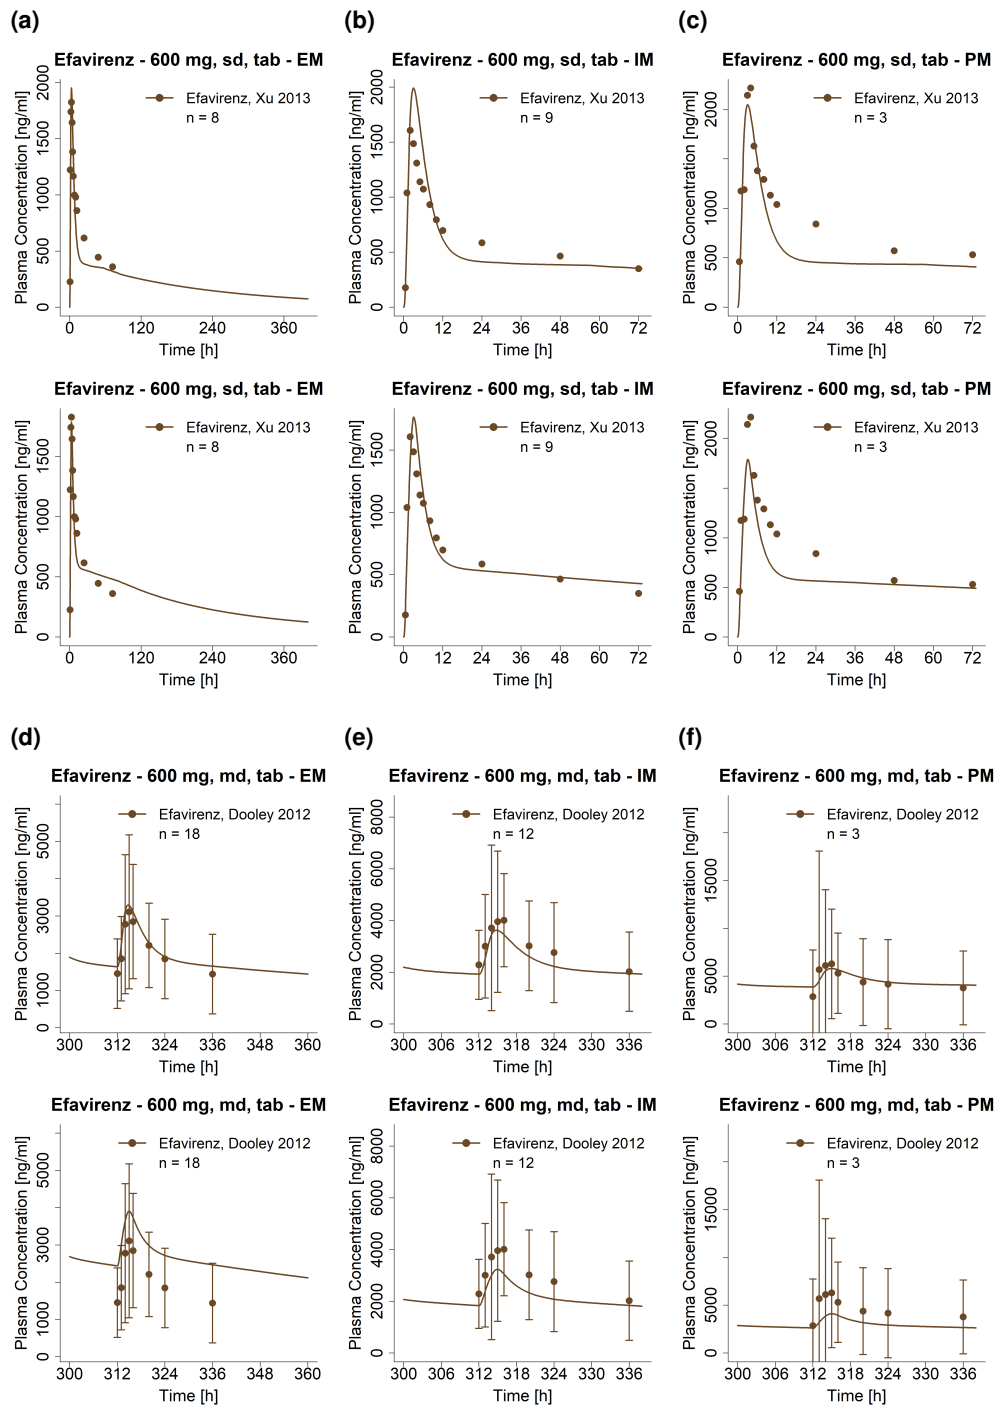 (a)
Efavirenz - 600 mg, sd, tab - EM
Efavirenz, Xu 2013
n = 8
Plasma Concentration [ng/ml]
0 500 1000 1500 2000
0 120 240 360
Time [h]
(b)
Efavirenz - 600 mg, sd, tab - IM
Efavirenz, Xu 2013
n = 9
Plasma Concentration [ng/ml]
0 500 1000 1500 2000
0 12 24 36 48 60 72
Time [h]
(c)
Efavirenz - 600 mg, sd, tab - PM
Efavirenz, Xu 2013
n = 3
Plasma Concentration [ng/ml]
0 500 1000 2000
0 12 24 36 48 60 72
Time [h]
Efavirenz - 600 mg, sd, tab - EM
Efavirenz, Xu 2013
n = 8
Plasma Concentration [ng/ml]
0 500 1000 1500
0 120 240 360
Time [h]
Efavirenz - 600 mg, sd, tab - IM
Efavirenz, Xu 2013
n = 9
Plasma Concentration [ng/ml]
0 500 1000 1500
0 12 24 36 48 60 72
Time [h]
Efavirenz - 600 mg, sd, tab - PM
Efavirenz, Xu 2013
n = 3
Plasma Concentration [ng/ml]
0 500 1000 2000
0 12 24 36 48 60 72
Time [h]
(d)
Efavirenz - 600 mg, md, tab - EM
Efavirenz, Dooley 2012
n = 18
Plasma Concentration [ng/ml]
0 1000 3000 5000
300 312 324 336 348 360
Time [h]
(e)
Efavirenz - 600 mg, md, tab - IM
Efavirenz, Dooley 2012
n = 12
Plasma Concentration [ng/ml]
0 2000 4000 6000 8000
300 306 312 318 324 330 336
Time [h]
(f)
Efavirenz - 600 mg, md, tab - PM
Efavirenz, Dooley 2012
n = 3
Plasma Concentration [ng/ml]
0 5000 15000
300 306 312 318 324 330 336
Time [h]
Efavirenz - 600 mg, md, tab - EM
Efavirenz, Dooley 2012
n = 18
Plasma Concentration [ng/ml]
0 1000 3000 5000
300 312 324 336 348 360
Time [h]
Efavirenz - 600 mg, md, tab - IM
Efavirenz, Dooley 2012
n = 12
Plasma Concentration [ng/ml]
0 2000 4000 6000 8000
300 306 312 318 324 330 336
Time [h]
Efavirenz - 600 mg, md, tab - PM
Efavirenz, Dooley 2012
n = 3
Plasma Concentration [ng/ml]
0 5000 15000
300 306 312 318 324 330 336
Time [h]